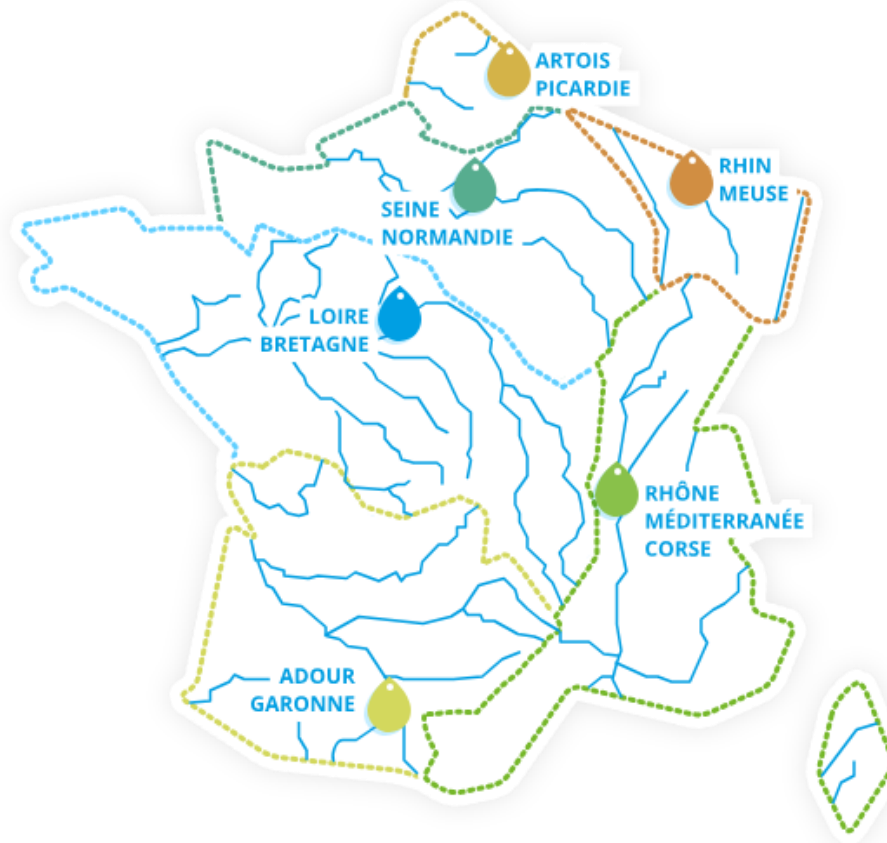 ARTOIS
PICARDIE
RHIN
MEUSE
SEINE
NORMANDIE
LOIRE
BRETAGNE
RHÔNE
MÉDITERRANÉE
CORSE
ADOUR
GARONNE